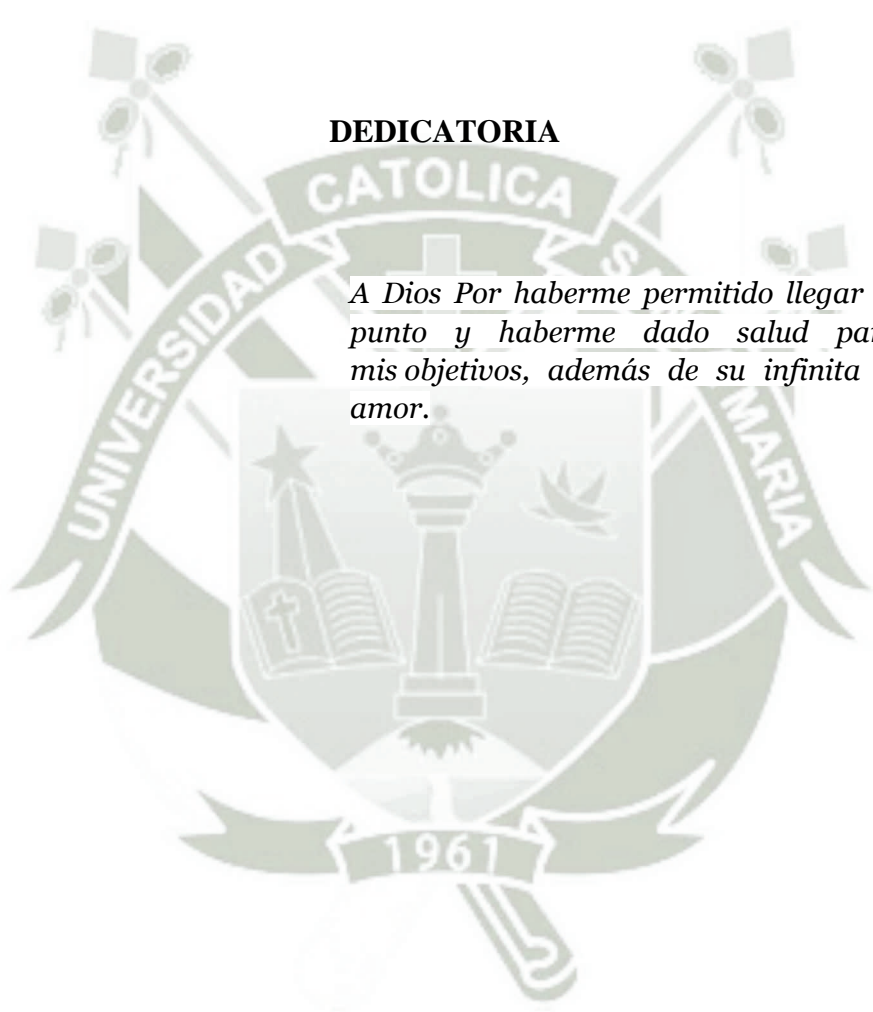 DEDICATORIA
CATOLICA
UNIVERSIDAD
MARIA
A Dios Por haberme permitido llegar
punto y haberme dado salud
mis objetivos, además de su infinita
amor.
1961